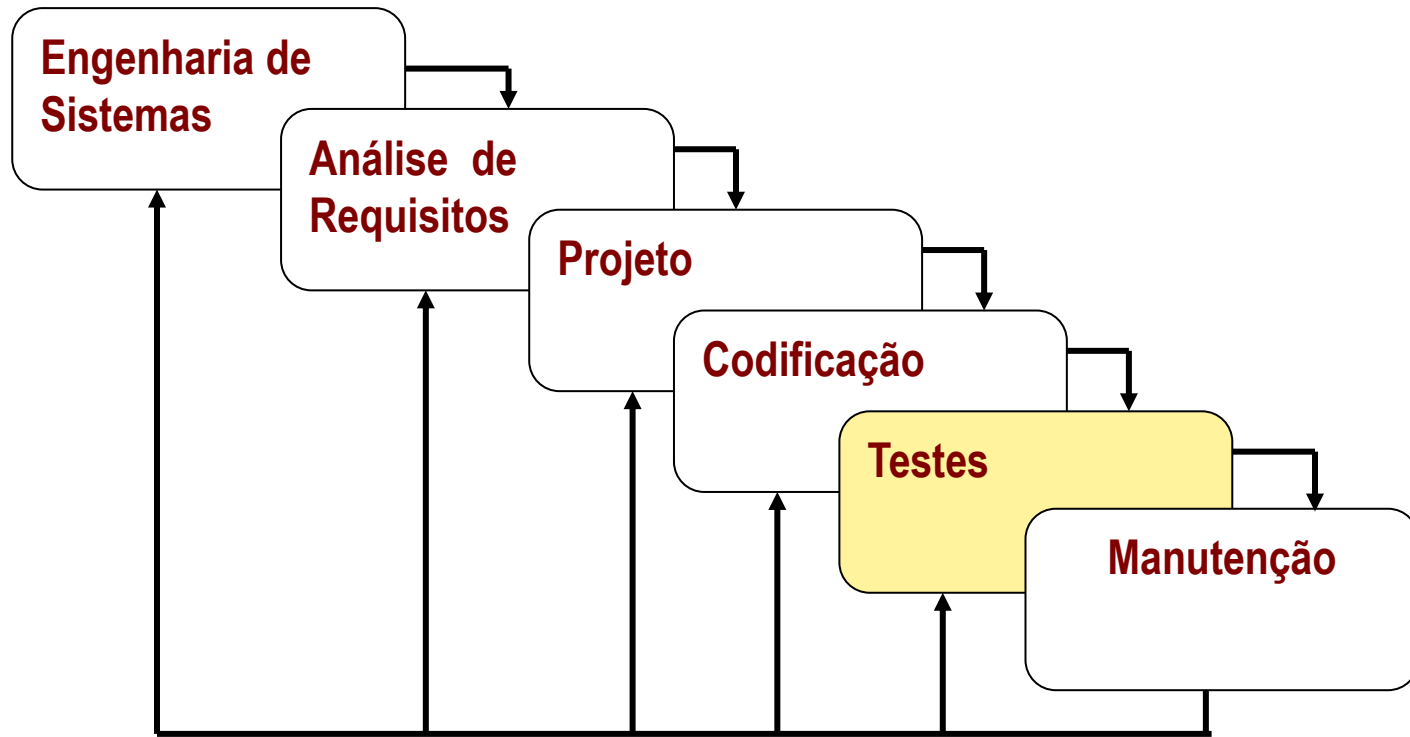 Engenharia de
Sistemas
Análise de
Requisitos
Projeto
Codificação
Testes
Manutenção